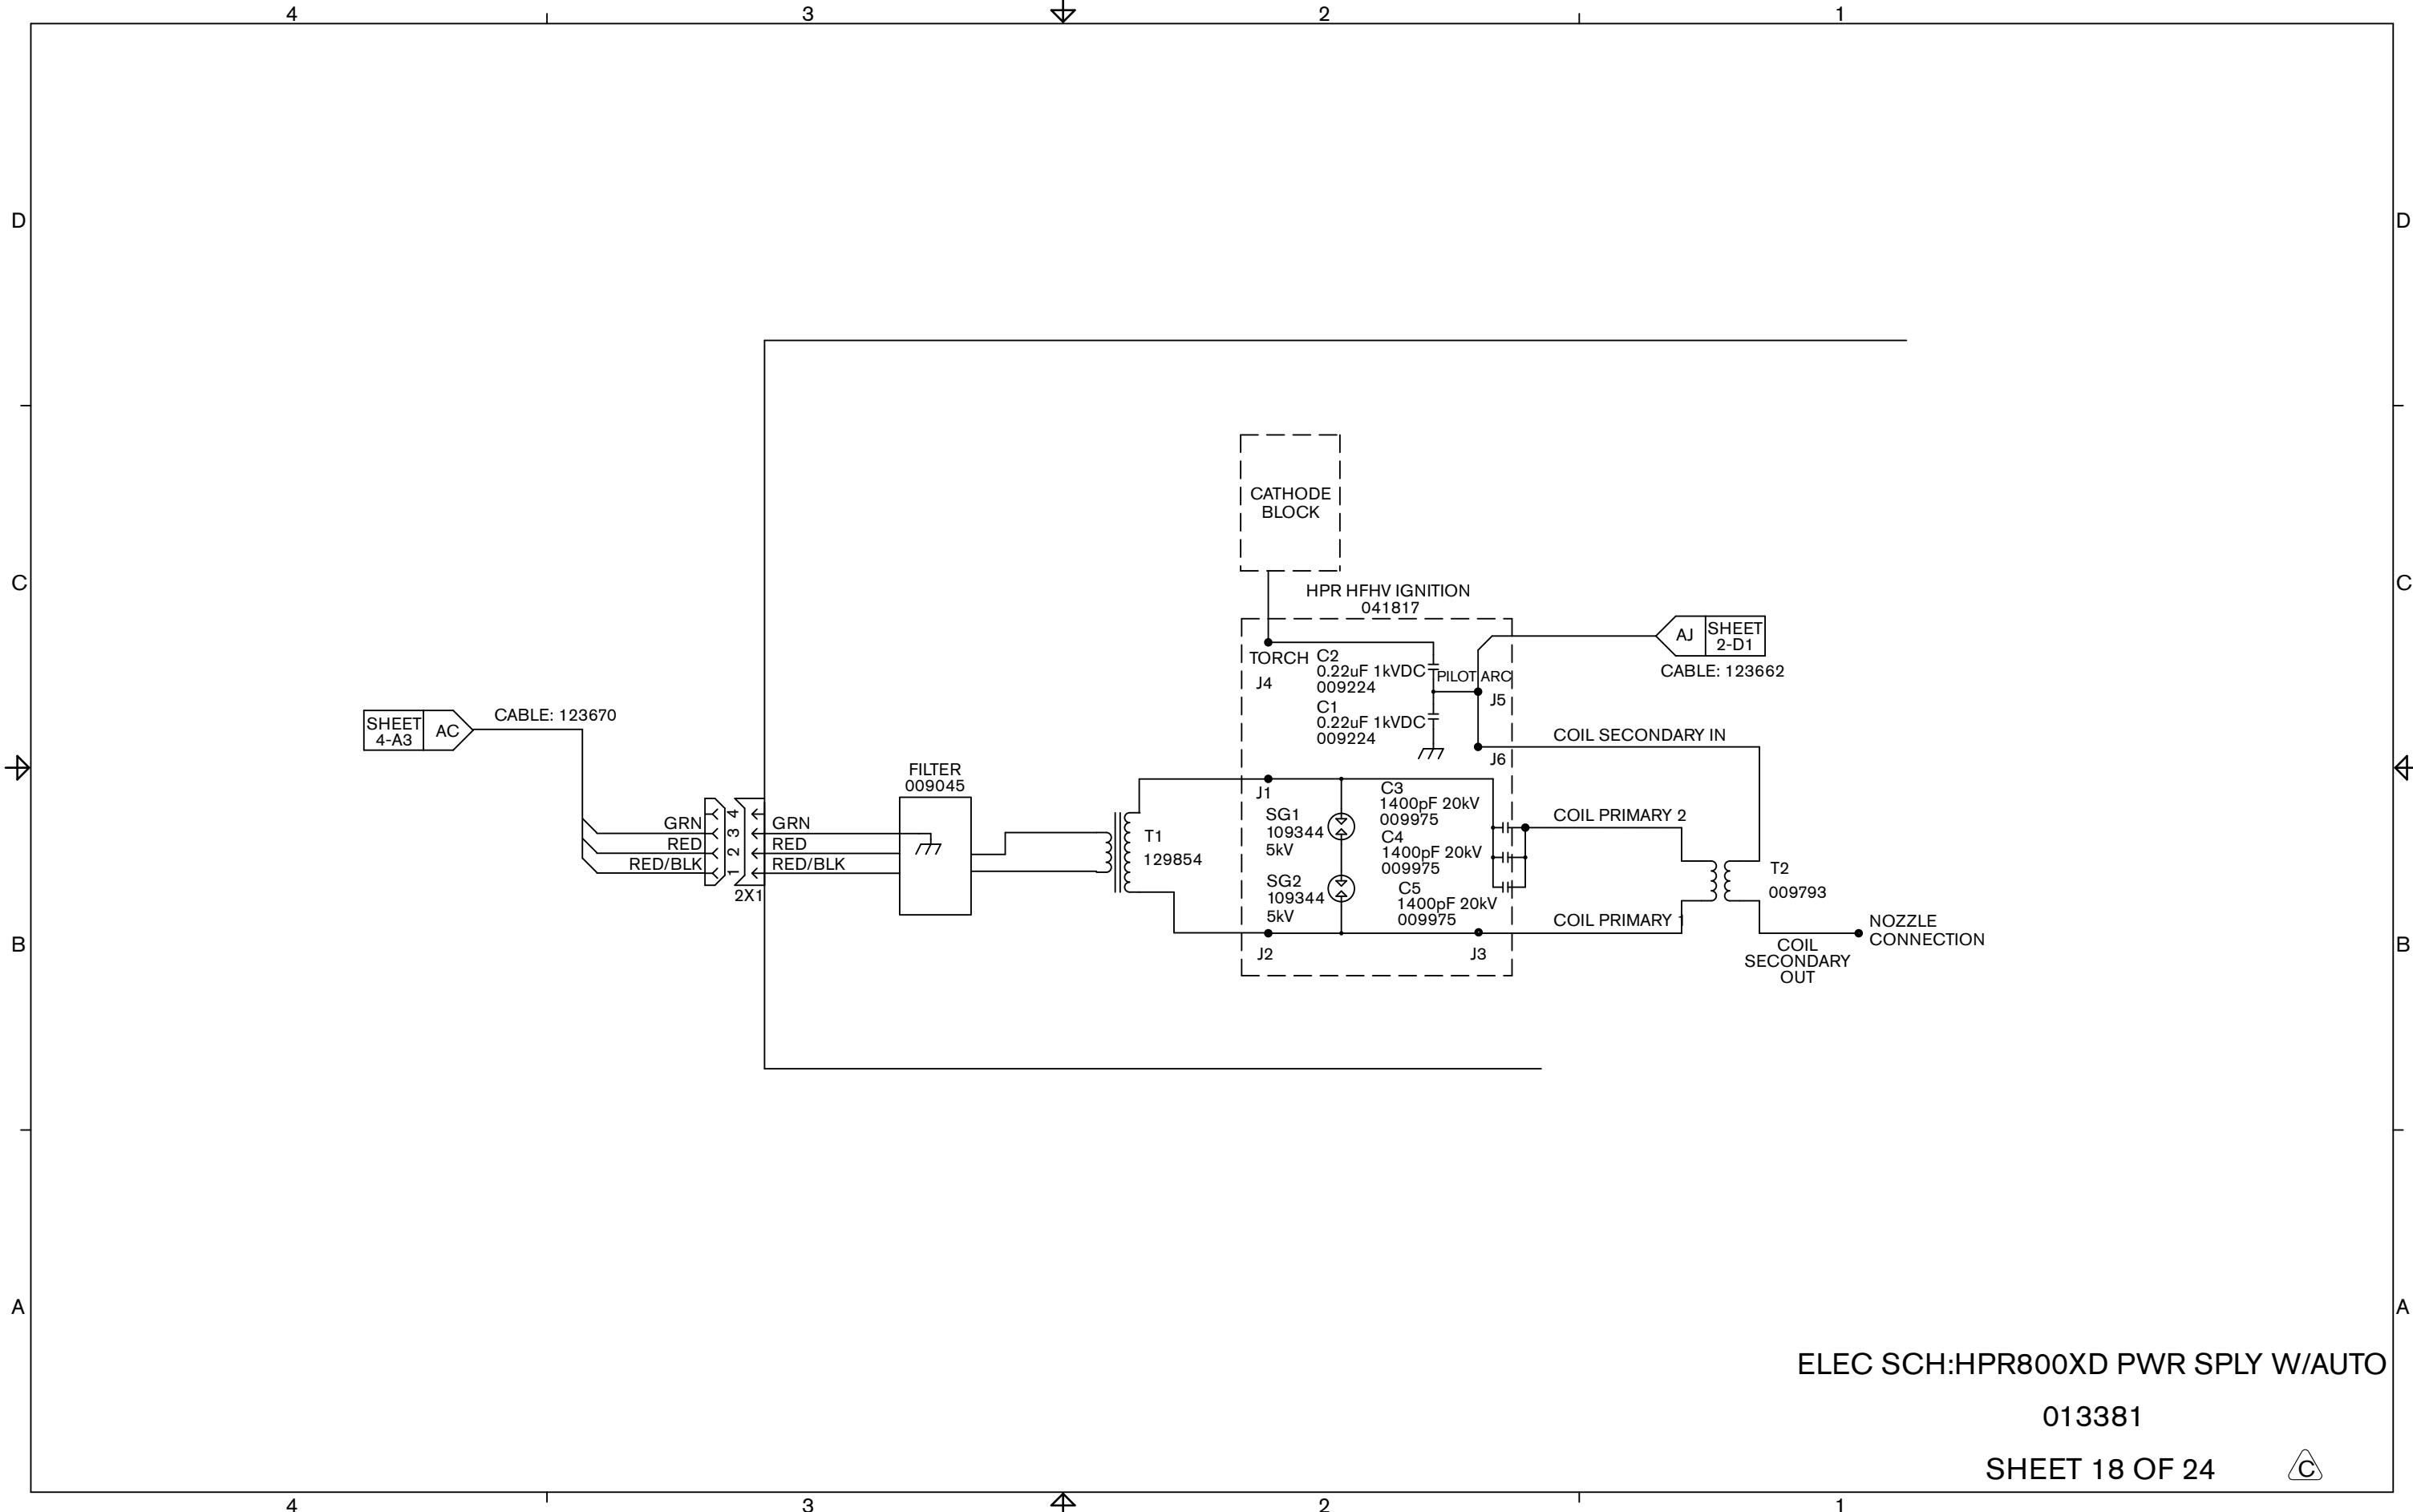 4 3 2 1
D D
CATHODE
BLOCK
C C
HPR HFHV IGNITION
041817
AJ
SHEET
2-D1
CABLE: 123662
TORCH
J4
C2
0.22uF 1kVDC
009224
PILOT ARC
J5
C1
0.22uF 1kVDC
009224
SHEET
4-A3
AC
CABLE: 123670
COIL SECONDARY IN
J6
FILTER
009045
J1
C3
1400pF 20kV
009975
SG1
109344
5kV
COIL PRIMARY 2
GRN
RED
RED/BLK
4
3
2
1
2X1
GRN
RED
RED/BLK
T1
129854
C4
1400pF 20kV
009975
SG2
109344
5kV
C5
1400pF 20kV
009975
T2
009793
COIL PRIMARY 1
J2
J3
NOZZLE
CONNECTION
COIL
SECONDARY
OUT
B B
A A
ELEC SCH:HPR800XD PWR SPLY W/AUTO
013381
SHEET 18 OF 24
C
4 3 2 1